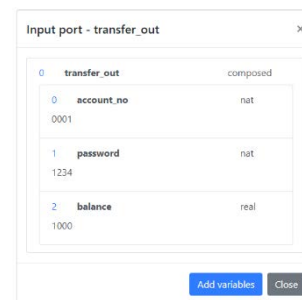 Input port - transfer_out ×
0 transfer_out composed
0 account_no nat
0001
1 password nat
1234
2 balance real
1000
Add variables Close